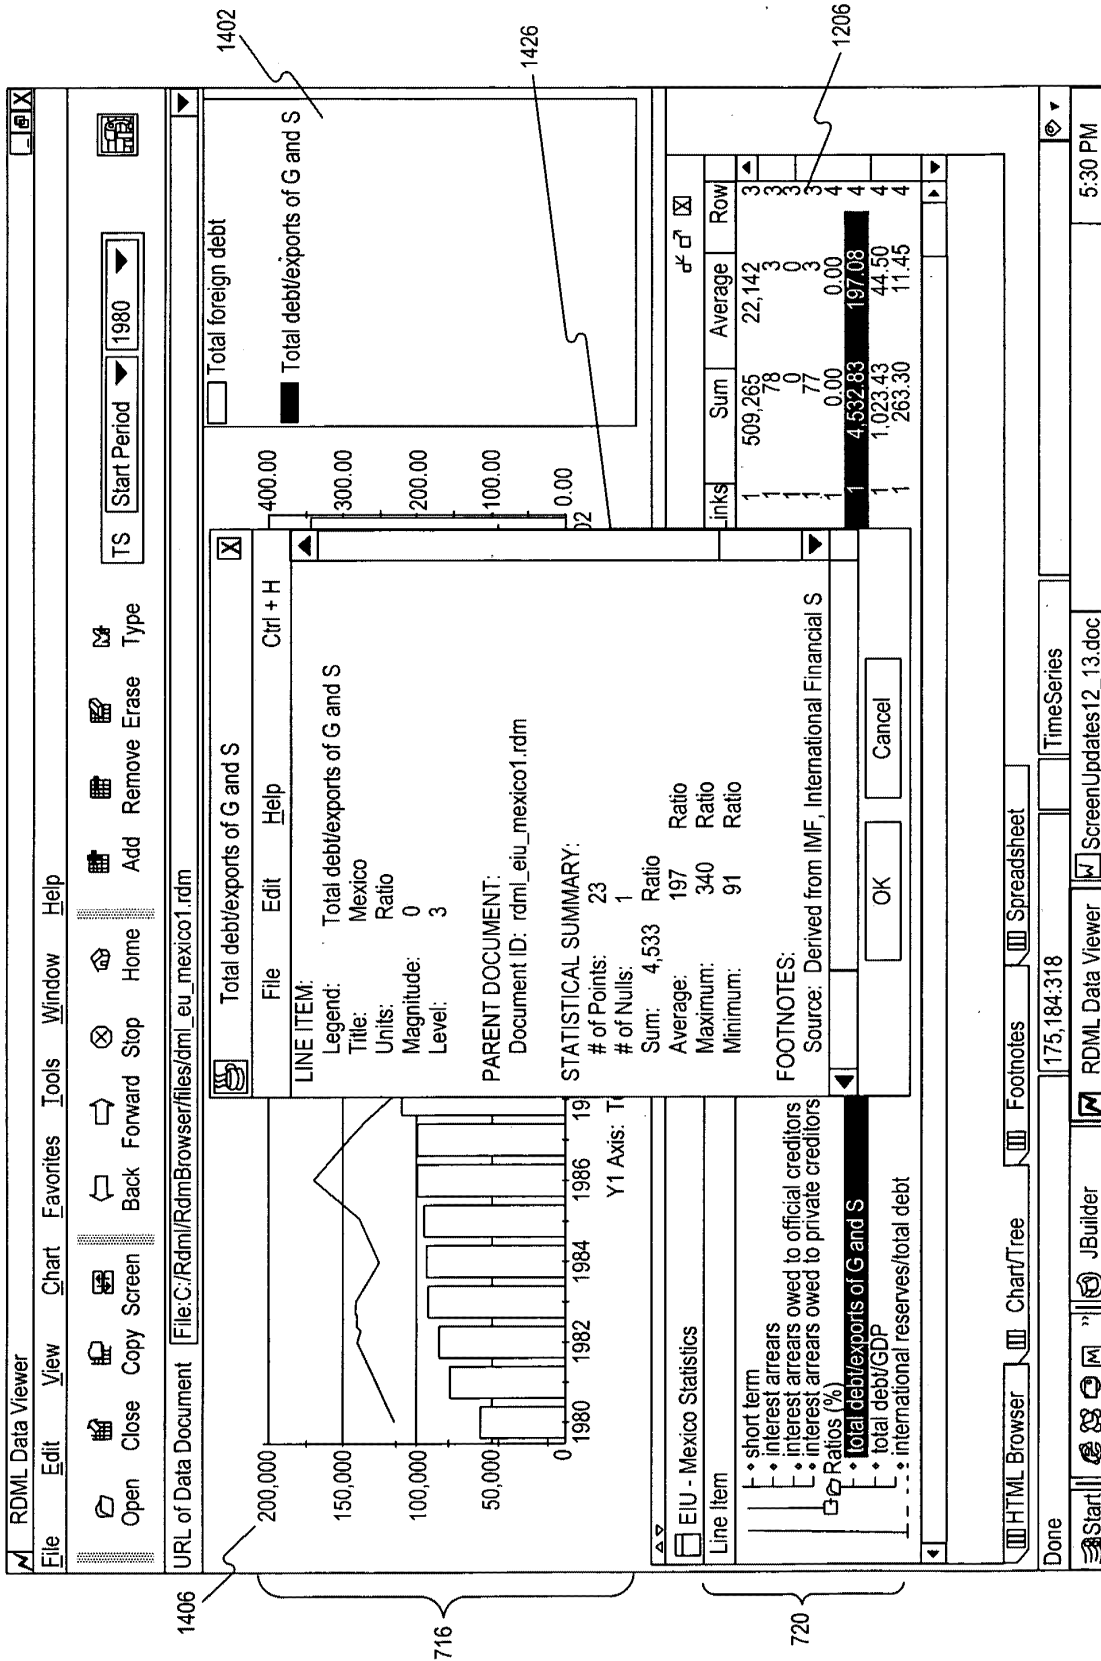 RDML Data Viewer
File Edit View Chart Favorites Tools Window Help
Open Close Copy Screen Back Forward Stop Home Add Remove Erase Type TS Start Period 1980
URL of Data Document File:C:/Rdml/RdmBrowser/files/dml_eu_mexico1.rdm
1406
1402
1426
1206
716
720
200,000
150,000
100,000
50,000
0
1980 1982 1984 1986 19
Y1 Axis: T
400.00
300.00
200.00
100.00
0.00
02
Total foreign debt
Total debt/exports of G and S
Total debt/exports of G and S X
File Edit Help Ctrl + H
LINE ITEM:
Legend: Total debt/exports of G and S
Title: Mexico
Units: Ratio
Magnitude: 0
Level: 3
PARENT DOCUMENT:
Document ID: rdml_eiu_mexico1.rdm
STATISTICAL SUMMARY:
# of Points: 23
# of Nulls: 1
Sum: 4,533 Ratio
Average: 197 Ratio
Maximum: 340 Ratio
Minimum: 91 Ratio
FOOTNOTES:
Source: Derived from IMF, International Financial S
OK Cancel
EIU - Mexico Statistics
Line Item inks Sum Average Row
short term 1 509,265 22,142 3
interest arrears 1 78 3 3
interest arrears owed to official creditors 1 0 0 3
interest arrears owed to private creditors 1 77 3 3
Ratios (%) 1 0.00 0.00 4
total debt/exports of G and S 1 4,532.83 197.08 4
total debt/GDP 1 1,023.43 44.50 4
international reserves/total debt 1 263.30 11.45 4
HTML Browser Chart/Tree Footnotes Spreadsheet
Done 175,184:318 TimeSeries
Start JBuilder RDML Data Viewer ScreenUpdates12_13.doc 5:30 PM